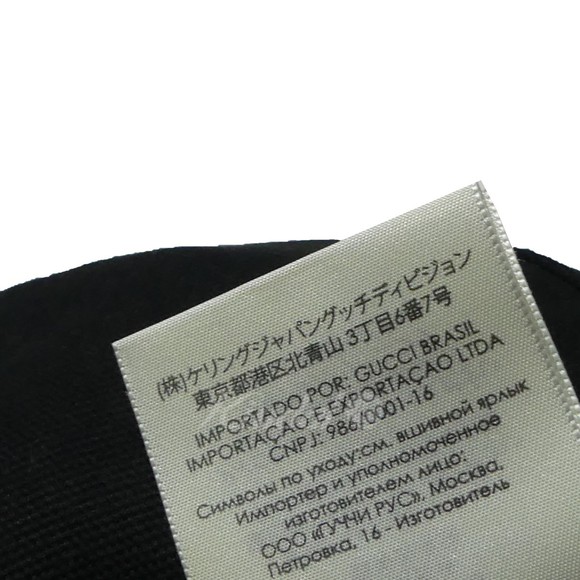 (株)ケリングジャパングッチディビジョン
東京都港区北青山 3丁目6番7号
IMPORTADO POR: GUCCI BRASIL
IMPORTAÇAO E EXPORTAÇAO LTDA
CNPJ: 986/0001-16
Символы по уходу:см. вшивной ярлык
Импортер и уполномоченное
изготовителем лицо:
ООО «ГУЧЧИ РУС», Москва,
Петровка, 16 - Изготовитель